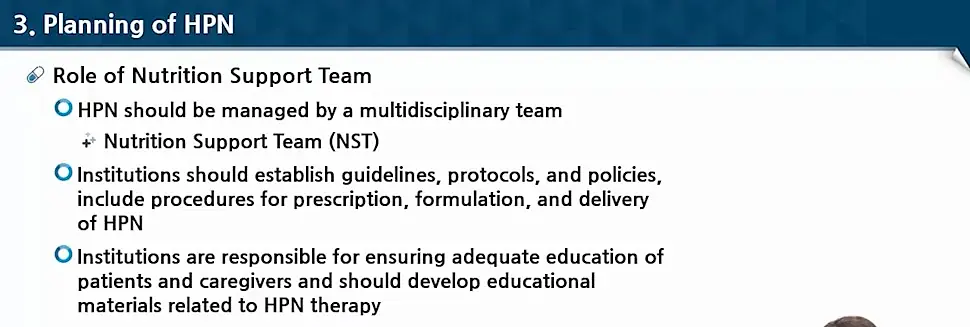 3. Planning of HPN
Role of Nutrition Support Team
HPN should be managed by a multidisciplinary team
Nutrition Support Team (NST)
Institutions should establish guidelines, protocols, and policies,
include procedures for prescription, formulation, and delivery
of HPN
Institutions are responsible for ensuring adequate education of
patients and caregivers and should develop educational
materials related to HPN therapy